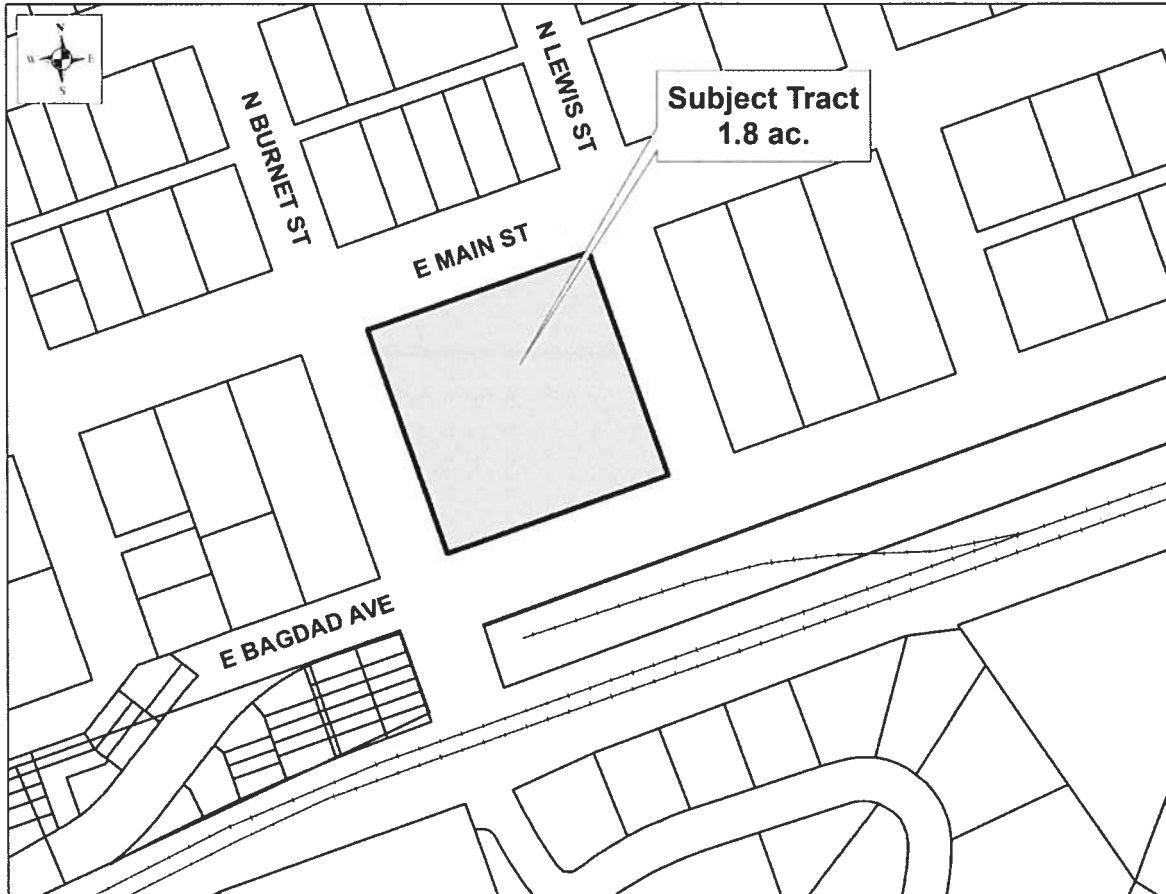 N
W E
S
N BURNET ST
N LEWIS ST
Subject Tract
1.8 ac.
E MAIN ST
E BAGDAD AVE